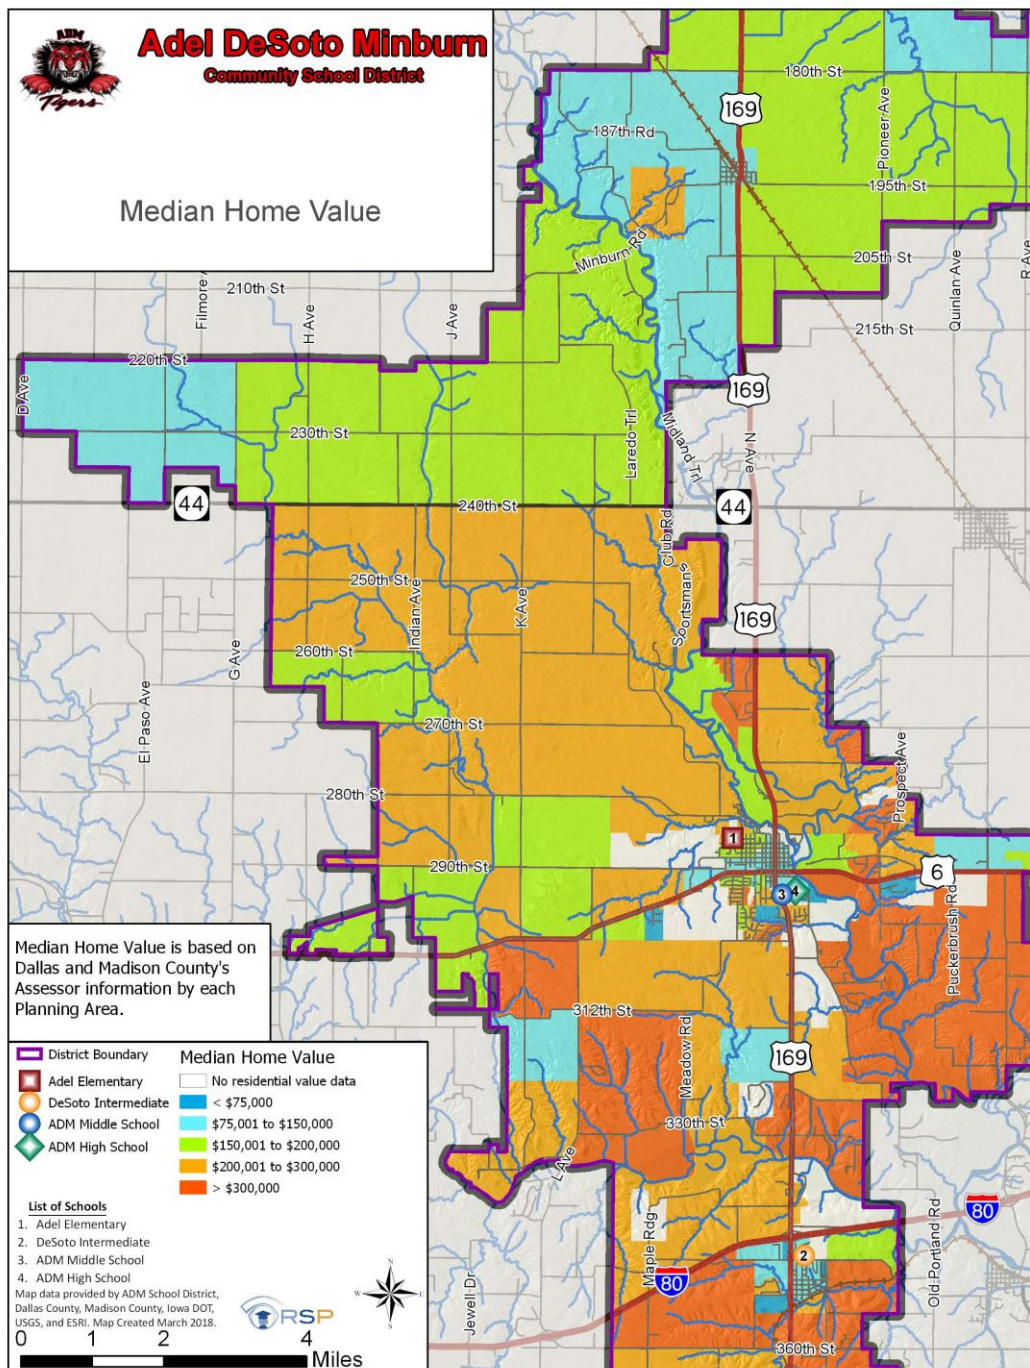 ADM
Tigers
Adel DeSoto Minburn
Community School District
Median Home Value
180th St
169
Pioneer Ave
187th Rd
195th St
Minburn Rd
205th St
Quinlan Ave
R Ave
210th St
Filmore
H Ave
J Ave
215th St
220th St
D Ave
169
230th St
Laredo Trl
Midland Trl
N Ave
44
240th St
44
Club Rd
Sportsman's
250th St
Indian Ave
K Ave
169
260th St
G Ave
El Paso Ave
270th St
Prospect Ave
280th St
1
290th St
6
3
4
Puckerbrush Rd
312th St
Meadow Rd
169
330th St
L Ave
80
Maple Rdg
2
80
Old Portland Rd
Jewell Dr
360th St
Median Home Value is based on
Dallas and Madison County's
Assessor information by each
Planning Area.
District Boundary
Adel Elementary
DeSoto Intermediate
ADM Middle School
ADM High School
Median Home Value
No residential value data
< $75,000
$75,001 to $150,000
$150,001 to $200,000
$200,001 to $300,000
> $300,000
List of Schools
1. Adel Elementary
2. DeSoto Intermediate
3. ADM Middle School
4. ADM High School
Map data provided by ADM School District,
Dallas County, Madison County, Iowa DOT,
USGS, and ESRI. Map Created March 2018.
RSP
N
W
E
S
0 1 2 4
Miles